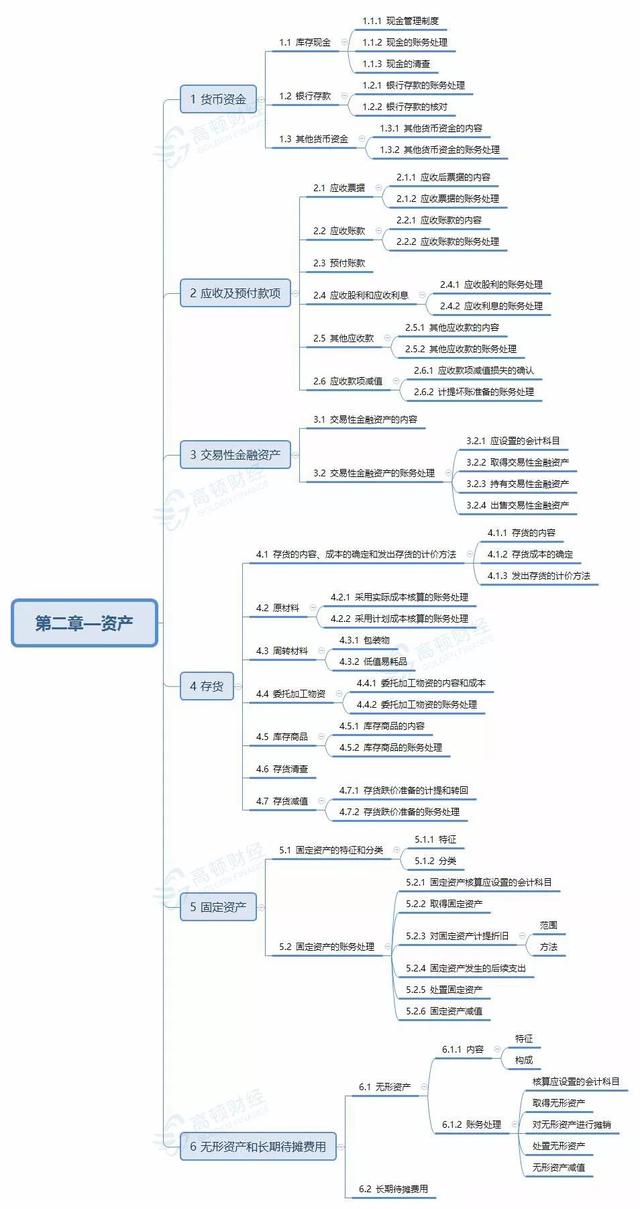 第二章—资产
1 货币资金
1.1 库存现金
1.1.1 现金管理制度
1.1.2 现金的账务处理
1.1.3 现金的清查
1.2 银行存款
1.2.1 银行存款的账务处理
1.2.2 银行存款的核对
1.3 其他货币资金
1.3.1 其他货币资金的内容
1.3.2 其他货币资金的账务处理
2 应收及预付款项
2.1 应收票据
2.1.1 应收后票据的内容
2.1.2 应收票据的账务处理
2.2 应收账款
2.2.1 应收账款的内容
2.2.2 应收账款的账务处理
2.3 预付账款
2.4 应收股利和应收利息
2.4.1 应收股利的账务处理
2.4.2 应收利息的账务处理
2.5 其他应收款
2.5.1 其他应收款的内容
2.5.2 其他应收款的账务处理
2.6 应收款项减值
2.6.1 应收款项减值损失的确认
2.6.2 计提坏账准备的账务处理
3 交易性金融资产
3.1 交易性金融资产的内容
3.2 交易性金融资产的账务处理
3.2.1 应设置的会计科目
3.2.2 取得交易性金融资产
3.2.3 持有交易性金融资产
3.2.4 出售交易性金融资产
4 存货
4.1 存货的内容、成本的确定和发出存货的计价方法
4.1.1 存货的内容
4.1.2 存货成本的确定
4.1.3 发出存货的计价方法
4.2 原材料
4.2.1 采用实际成本核算的账务处理
4.2.2 采用计划成本核算的账务处理
4.3 周转材料
4.3.1 包装物
4.3.2 低值易耗品
4.4 委托加工物资
4.4.1 委托加工物资的内容和成本
4.4.2 委托加工物资的账务处理
4.5 库存商品
4.5.1 库存商品的内容
4.5.2 库存商品的账务处理
4.6 存货清查
4.7 存货减值
4.7.1 存货跌价准备的计提和转回
4.7.2 存货跌价准备的账务处理
5 固定资产
5.1 固定资产的特征和分类
5.1.1 特征
5.1.2 分类
5.2 固定资产的账务处理
5.2.1 固定资产核算应设置的会计科目
5.2.2 取得固定资产
5.2.3 对固定资产计提折旧
范围
方法
5.2.4 固定资产发生的后续支出
5.2.5 处置固定资产
5.2.6 固定资产减值
6 无形资产和长期待摊费用
6.1 无形资产
6.1.1 内容
特征
构成
6.1.2 账务处理
核算应设置的会计科目
取得无形资产
对无形资产进行摊销
处置无形资产
无形资产减值
6.2 长期待摊费用
高顿财经
GOLDEN FINANCE
高顿财经
GOLDEN FINANCE
高顿财经
GOLDEN FINANCE
高顿财经
GOLDEN FINANCE
高顿财经
GOLDEN FINANCE